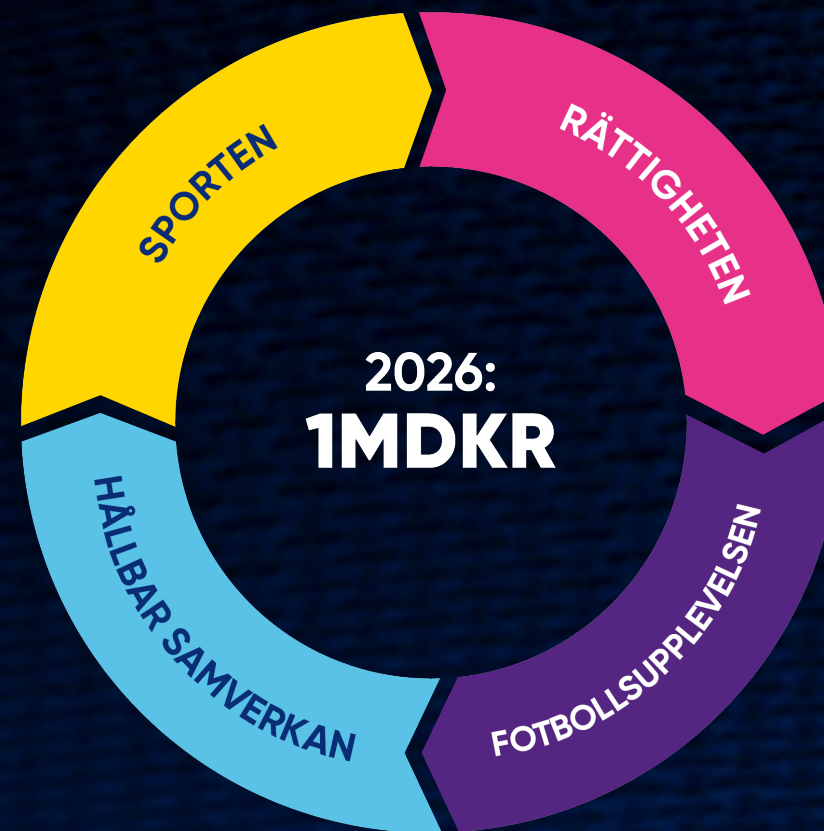 SPORTEN
RÄTTIGHETEN
2026:
1MDKR
HÅLLBAR SAMVERKAN
FOTBOLLSUPPLEVELSEN